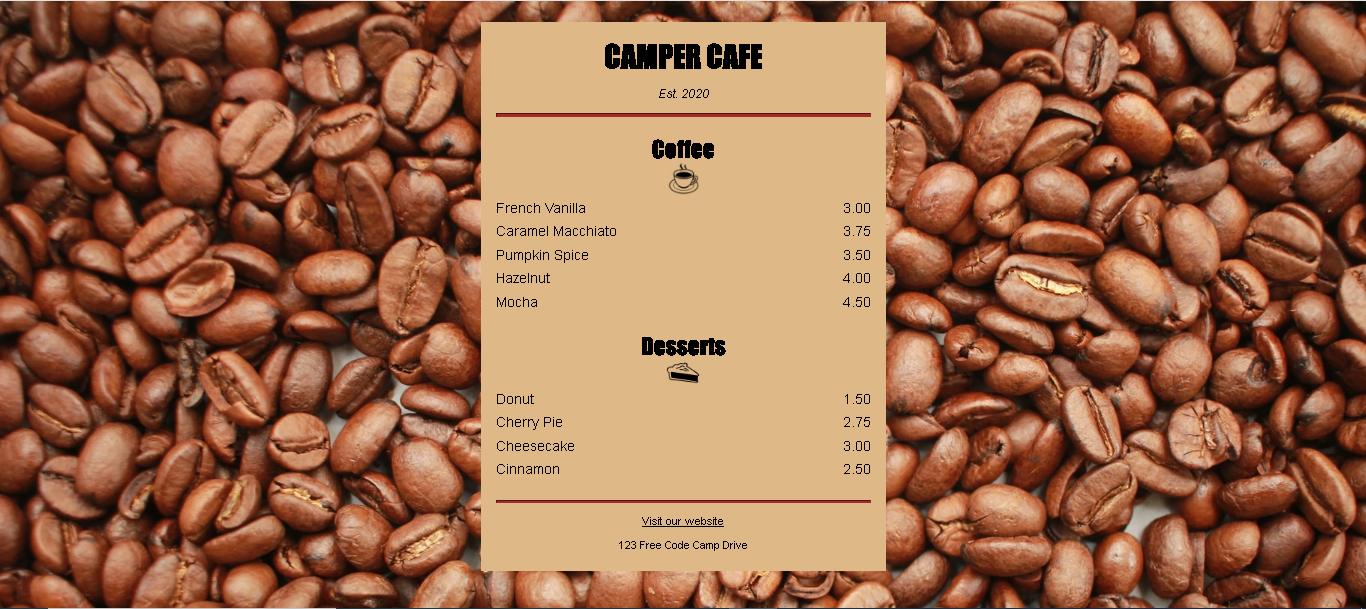 CAMPER CAFE
Est. 2020
Coffee
French Vanilla 3.00
Caramel Macchiato 3.75
Pumpkin Spice 3.50
Hazelnut 4.00
Mocha 4.50
Desserts
Donut 1.50
Cherry Pie 2.75
Cheesecake 3.00
Cinnamon 2.50
Visit our website
123 Free Code Camp Drive